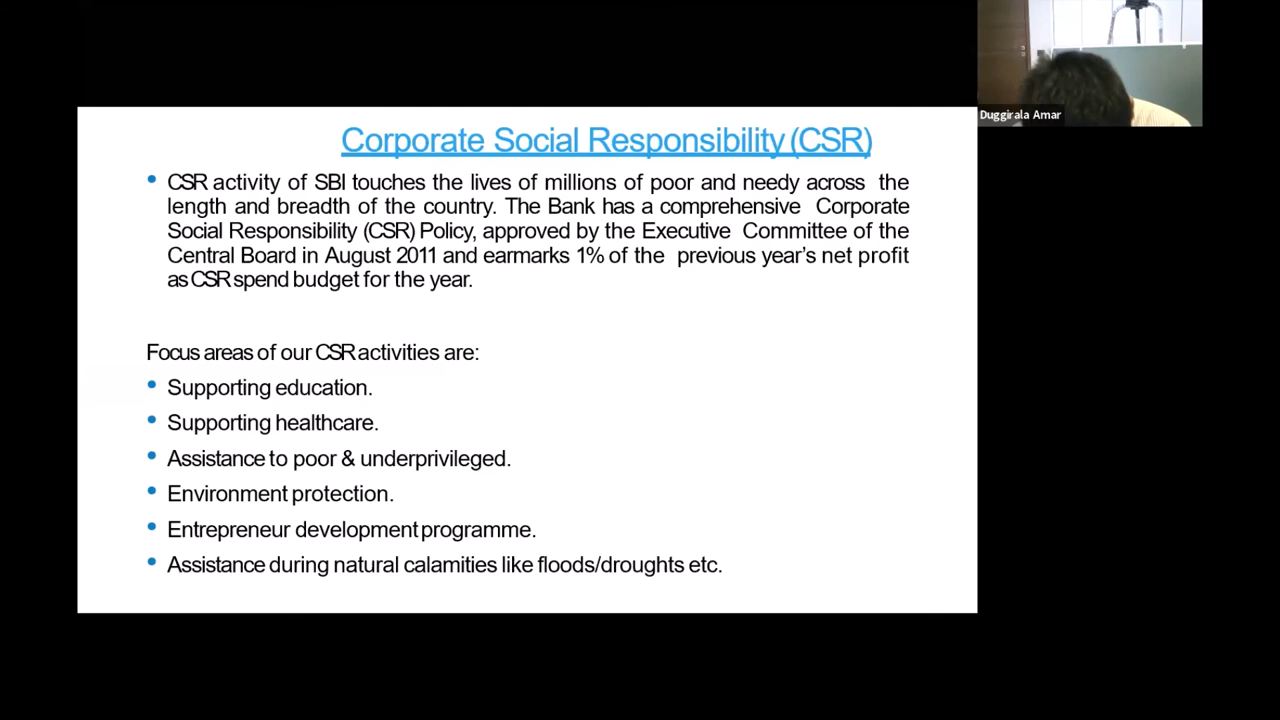 Duggirala Amar
Corporate Social Responsibility (CSR)
• CSR activity of SBI touches the lives of millions of poor and needy across the
length and breadth of the country. The Bank has a comprehensive Corporate
Social Responsibility (CSR) Policy, approved by the Executive Committee of the
Central Board in August 2011 and earmarks 1% of the previous year’s net profit
as CSR spend budget for the year.
Focus areas of our CSR activities are:
• Supporting education.
• Supporting healthcare.
• Assistance to poor & underprivileged.
• Environment protection.
• Entrepreneur development programme.
• Assistance during natural calamities like floods/droughts etc.